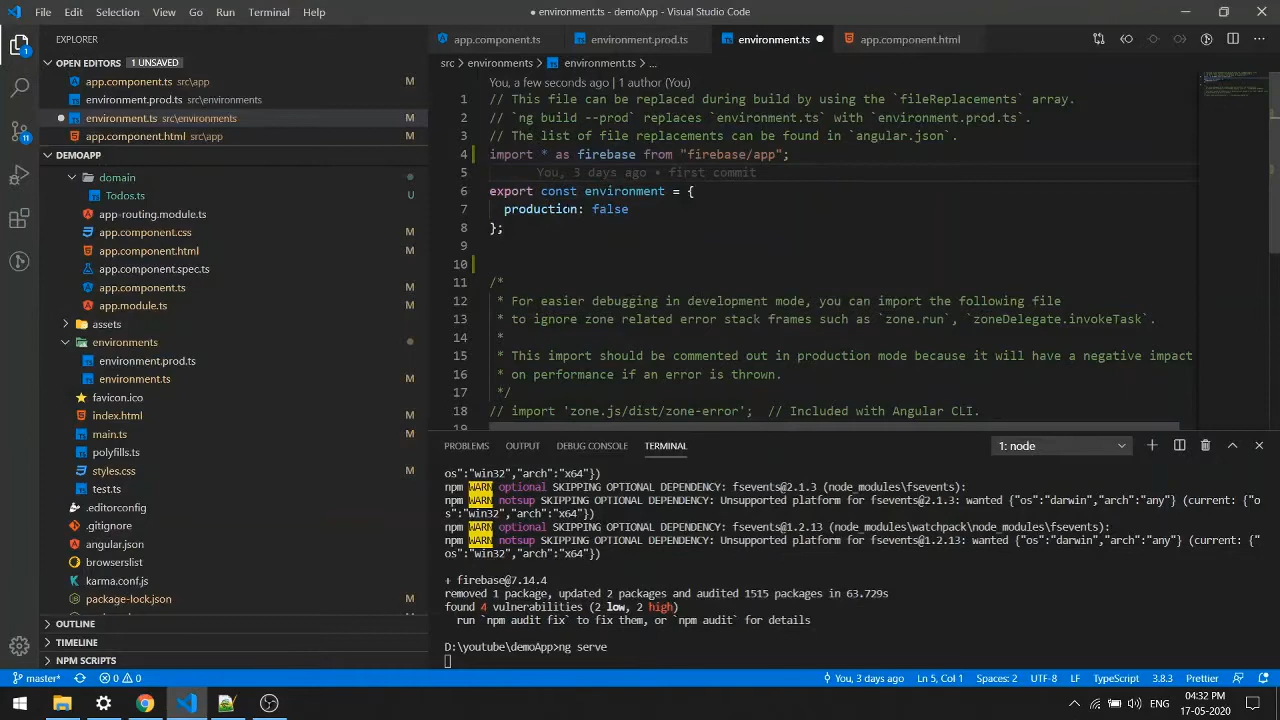 File Edit Selection View Go Run Terminal Help
● environment.ts - demoApp - Visual Studio Code
EXPLORER
OPEN EDITORS 1 UNSAVED
app.component.ts src\app M
environment.prod.ts src\environments
environment.ts src\environments M
app.component.html src\app M
DEMOAPP
domain
Todos.ts U
app-routing.module.ts
app.component.css M
app.component.html M
app.component.spec.ts
app.component.ts M
app.module.ts M
assets
environments
environment.prod.ts
environment.ts M
favicon.ico
index.html M
main.ts M
polyfills.ts
styles.css M
test.ts
.editorconfig
.gitignore
angular.json
browserslist
karma.conf.js
package-lock.json M
OUTLINE
TIMELINE
NPM SCRIPTS
app.component.ts environment.prod.ts environment.ts ● app.component.html
src > environments > environment.ts > ...
You, a few seconds ago | 1 author (You)
1 // This file can be replaced during build by using the `fileReplacements` array.
2 // `ng build --prod` replaces `environment.ts` with `environment.prod.ts`.
3 // The list of file replacements can be found in `angular.json`.
4 import * as firebase from "firebase/app";
5 You, 3 days ago • first commit
6 export const environment = {
7 production: false
8 };
9
10
11 /*
12 * For easier debugging in development mode, you can import the following file
13 * to ignore zone related error stack frames such as `zone.run`, `zoneDelegate.invokeTask`.
14 *
15 * This import should be commented out in production mode because it will have a negative impact
16 * on performance if an error is thrown.
17 */
18 // import 'zone.js/dist/zone-error'; // Included with Angular CLI.
19
PROBLEMS OUTPUT DEBUG CONSOLE TERMINAL 1: node
os":"win32","arch":"x64"})
npm WARN optional SKIPPING OPTIONAL DEPENDENCY: fsevents@2.1.3 (node_modules\fsevents):
npm WARN notsup SKIPPING OPTIONAL DEPENDENCY: Unsupported platform for fsevents@2.1.3: wanted {"os":"darwin","arch":"any"} (current: {"o
s":"win32","arch":"x64"})
npm WARN optional SKIPPING OPTIONAL DEPENDENCY: fsevents@1.2.13 (node_modules\watchpack\node_modules\fsevents):
npm WARN notsup SKIPPING OPTIONAL DEPENDENCY: Unsupported platform for fsevents@1.2.13: wanted {"os":"darwin","arch":"any"} (current: {"
os":"win32","arch":"x64"})
+ firebase@7.14.4
removed 1 package, updated 2 packages and audited 1515 packages in 63.729s
found 4 vulnerabilities (2 low, 2 high)
run `npm audit fix` to fix them, or `npm audit` for details
D:\youtube\demoApp>ng serve
master* 0 0 You, 3 days ago Ln 5, Col 1 Spaces: 2 UTF-8 LF TypeScript 3.8.3 Prettier
ENG
04:32 PM
17-05-2020